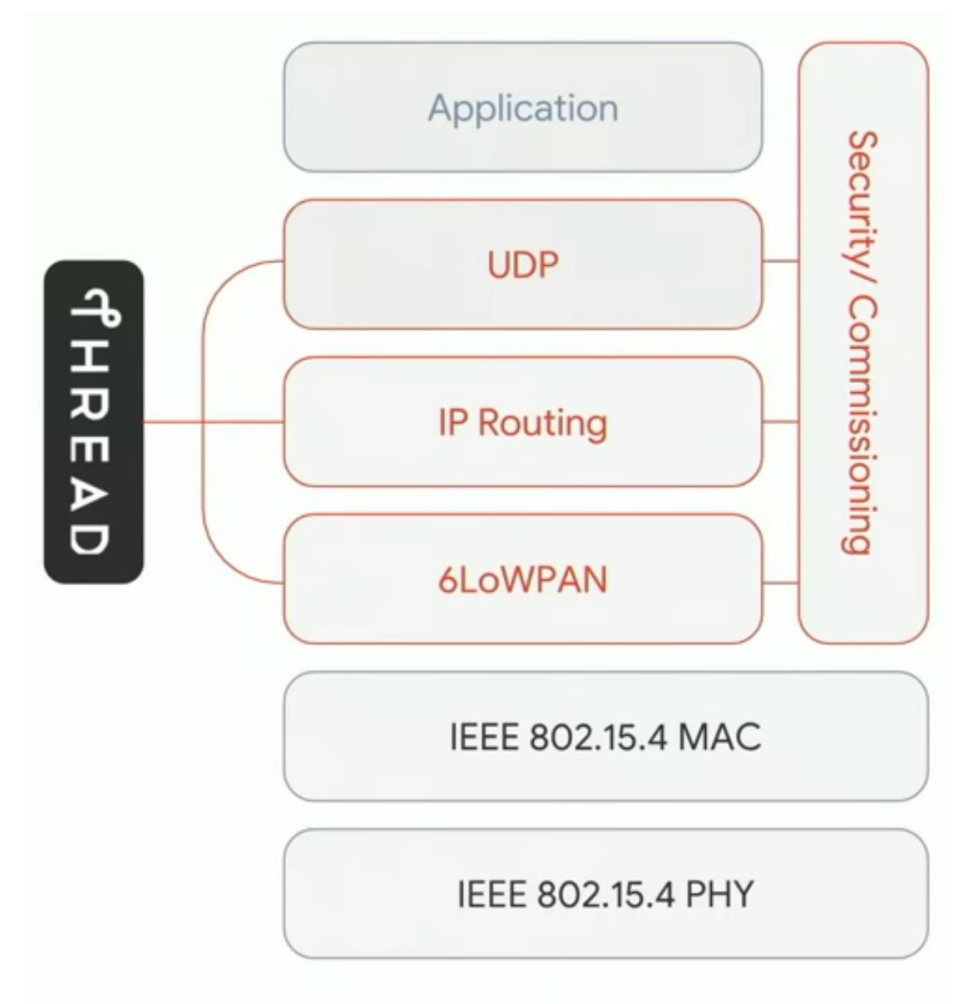 Application
UDP
IP Routing
6LoWPAN
Security/ Commissioning
THREAD
IEEE 802.15.4 MAC
IEEE 802.15.4 PHY